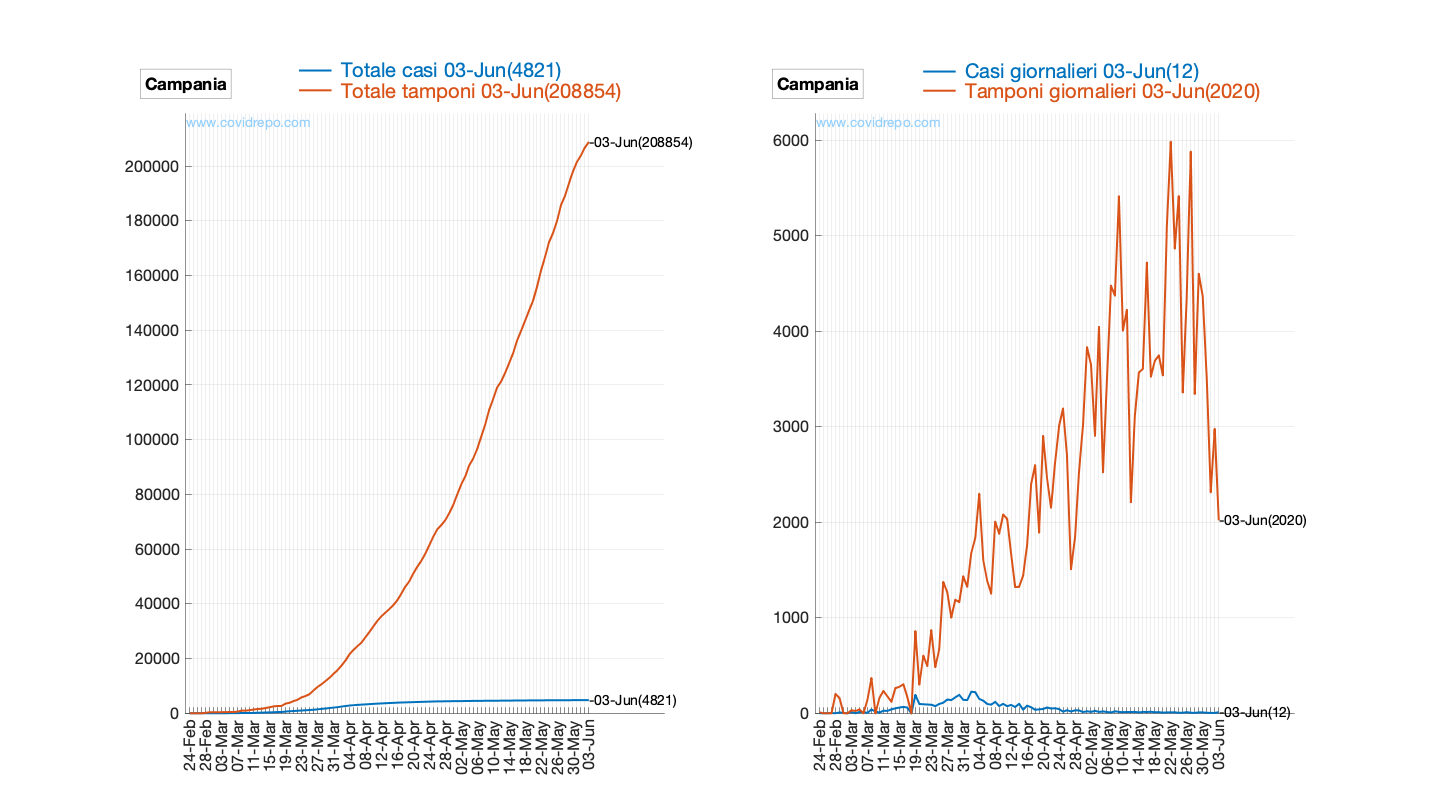 Campania
Totale casi 03-Jun(4821)
Totale tamponi 03-Jun(208854)
www.covidrepo.com
03-Jun(208854)
200000
180000
160000
140000
120000
100000
80000
60000
40000
20000
0
03-Jun(4821)
24-Feb
28-Feb
03-Mar
07-Mar
11-Mar
15-Mar
19-Mar
23-Mar
27-Mar
31-Mar
04-Apr
08-Apr
12-Apr
16-Apr
20-Apr
24-Apr
28-Apr
02-May
06-May
10-May
14-May
18-May
22-May
26-May
30-May
03-Jun
Campania
Casi giornalieri 03-Jun(12)
Tamponi giornalieri 03-Jun(2020)
www.covidrepo.com
6000
5000
4000
3000
2000
1000
0
03-Jun(2020)
03-Jun(12)
24-Feb
28-Feb
03-Mar
07-Mar
11-Mar
15-Mar
19-Mar
23-Mar
27-Mar
31-Mar
04-Apr
08-Apr
12-Apr
16-Apr
20-Apr
24-Apr
28-Apr
02-May
06-May
10-May
14-May
18-May
22-May
26-May
30-May
03-Jun